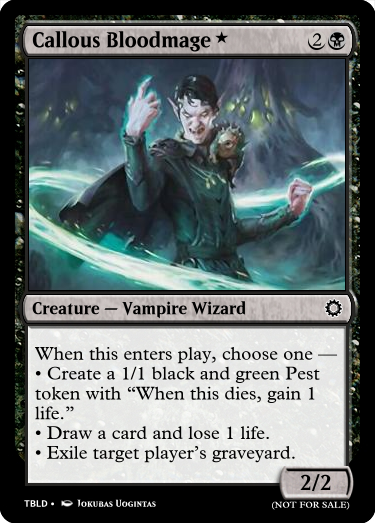 Callous Bloodmage★ 2
Creature — Vampire Wizard
When this enters play, choose one —
• Create a 1/1 black and green Pest
token with “When this dies, gain 1
life.”
• Draw a card and lose 1 life.
• Exile target player’s graveyard.
2/2
TBLD • Jokubas Uogintas
(NOT FOR SALE)